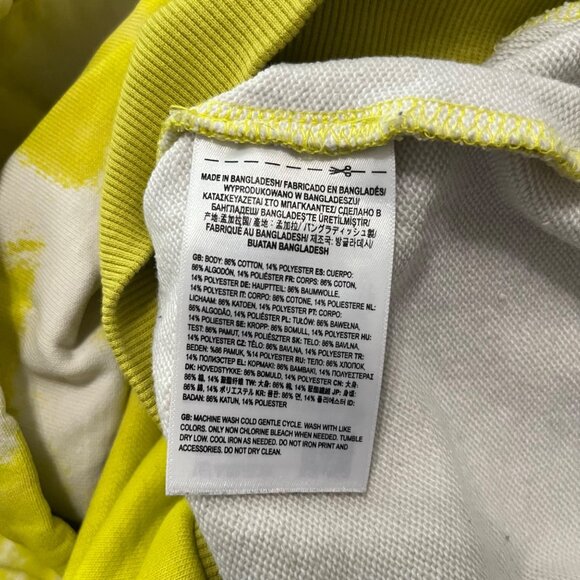 MADE IN BANGLADESH/ FABRICADO EN BANGLADÉS/
WYPRODUKOWANO W BANGLADESZU/
ΚΑΤΑΣΚΕΥΑΖΕΤΑΙ ΣΤΟ ΜΠΑΓΚΛΑΝΤΕΣ/ СДЕЛАНО В
БАНГЛАДЕШ/ BANGLADEŞ'TE ÜRETİLMİŞTİR/
产地: 孟加拉国/ 產地: 孟加拉/ バングラディッシュ製/
FABRIQUÉ AU BANGLADESH/ 제조국: 방글라데시/
BUATAN BANGLADESH
GB: BODY: 86% COTTON, 14% POLYESTER ES: CUERPO:
86% ALGODÓN, 14% POLIÉSTER FR: CORPS: 86% COTON,
14% POLYESTER DE: HAUPTTEIL: 86% BAUMWOLLE,
14% POLYESTER IT: CORPO: 86% COTONE, 14% POLIESTERE NL:
LICHAAM: 86% KATOEN, 14% POLYESTER PT: CORPO:
86% ALGODÃO, 14% POLIÉSTER PL: TUŁÓW: 86% BAWEŁNA,
14% POLIESTER SE: KROPP: 86% BOMULL, 14% POLYESTER HU:
TEST: 86% PAMUT, 14% POLIÉSZTER SK: TELO: 86% BAVLNA,
14% POLYESTER CZ: TĚLO: 86% BAVLNA, 14% POLYESTER TR:
BEDEN: %86 PAMUK, %14 POLYESTER RU: ТЕЛО: 86% ХЛОПОК,
14% ПОЛИЭСТЕР 86% БАМБАКИ, 14%
DK: HOVEDSTYKKE: 86% BOMULD, 14% POLYESTER CN: 大身:
86% 棉, 14% 聚酯纤维 TW: 大身: 86% 棉, 14% 聚酯纖維 JP: 身頃:
86% 綿, 14% ポリエステル KR: 몸판: 86% 면, 14% 폴리에스터 ID:
BADAN: 86% KATUN, 14% POLIESTER
GB: MACHINE WASH COLD GENTLE CYCLE. WASH WITH LIKE
COLORS. ONLY NON CHLORINE BLEACH WHEN NEEDED. TUMBLE
DRY LOW. COOL IRON AS NEEDED. DO NOT IRON PRINT AND
ACCESSORIES. DO NOT DRYCLEAN.